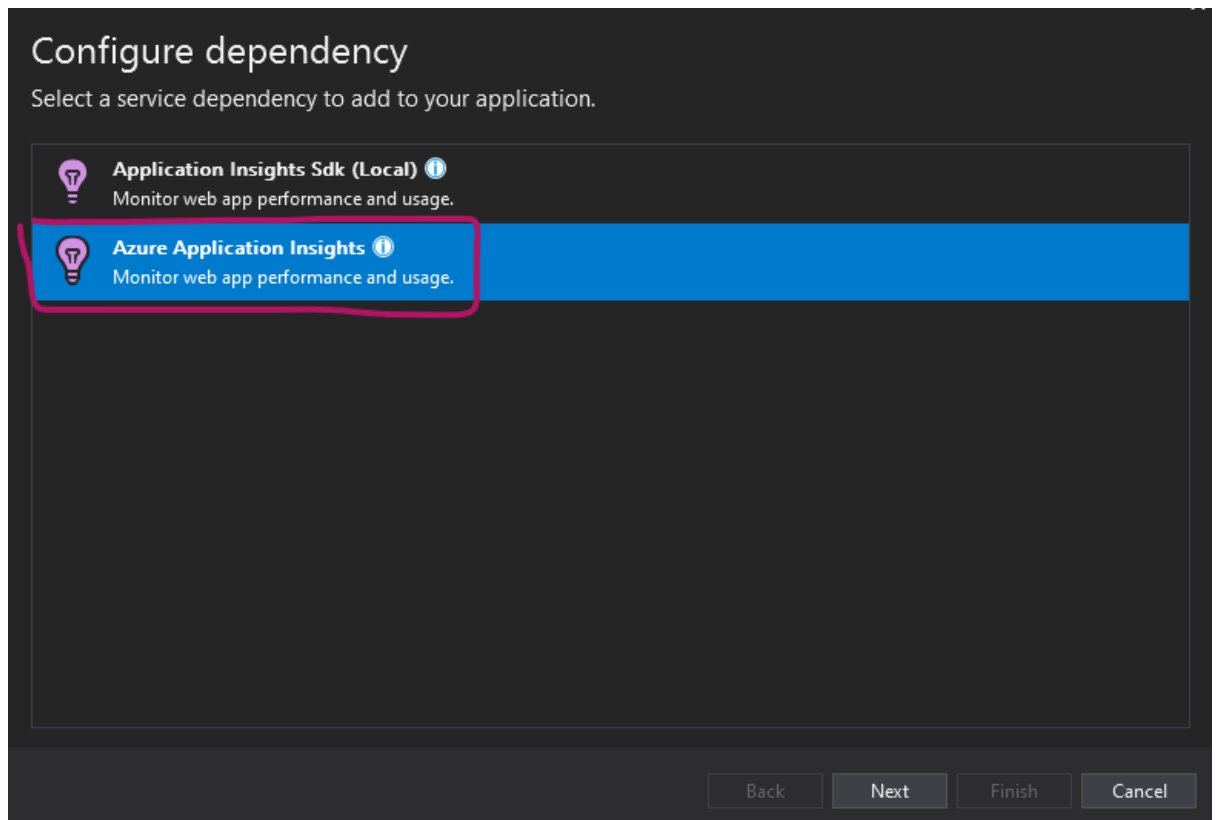 Configure dependency
Select a service dependency to add to your application.
Application Insights Sdk (Local)
Monitor web app performance and usage.
Azure Application Insights
Monitor web app performance and usage.
Back Next Finish Cancel